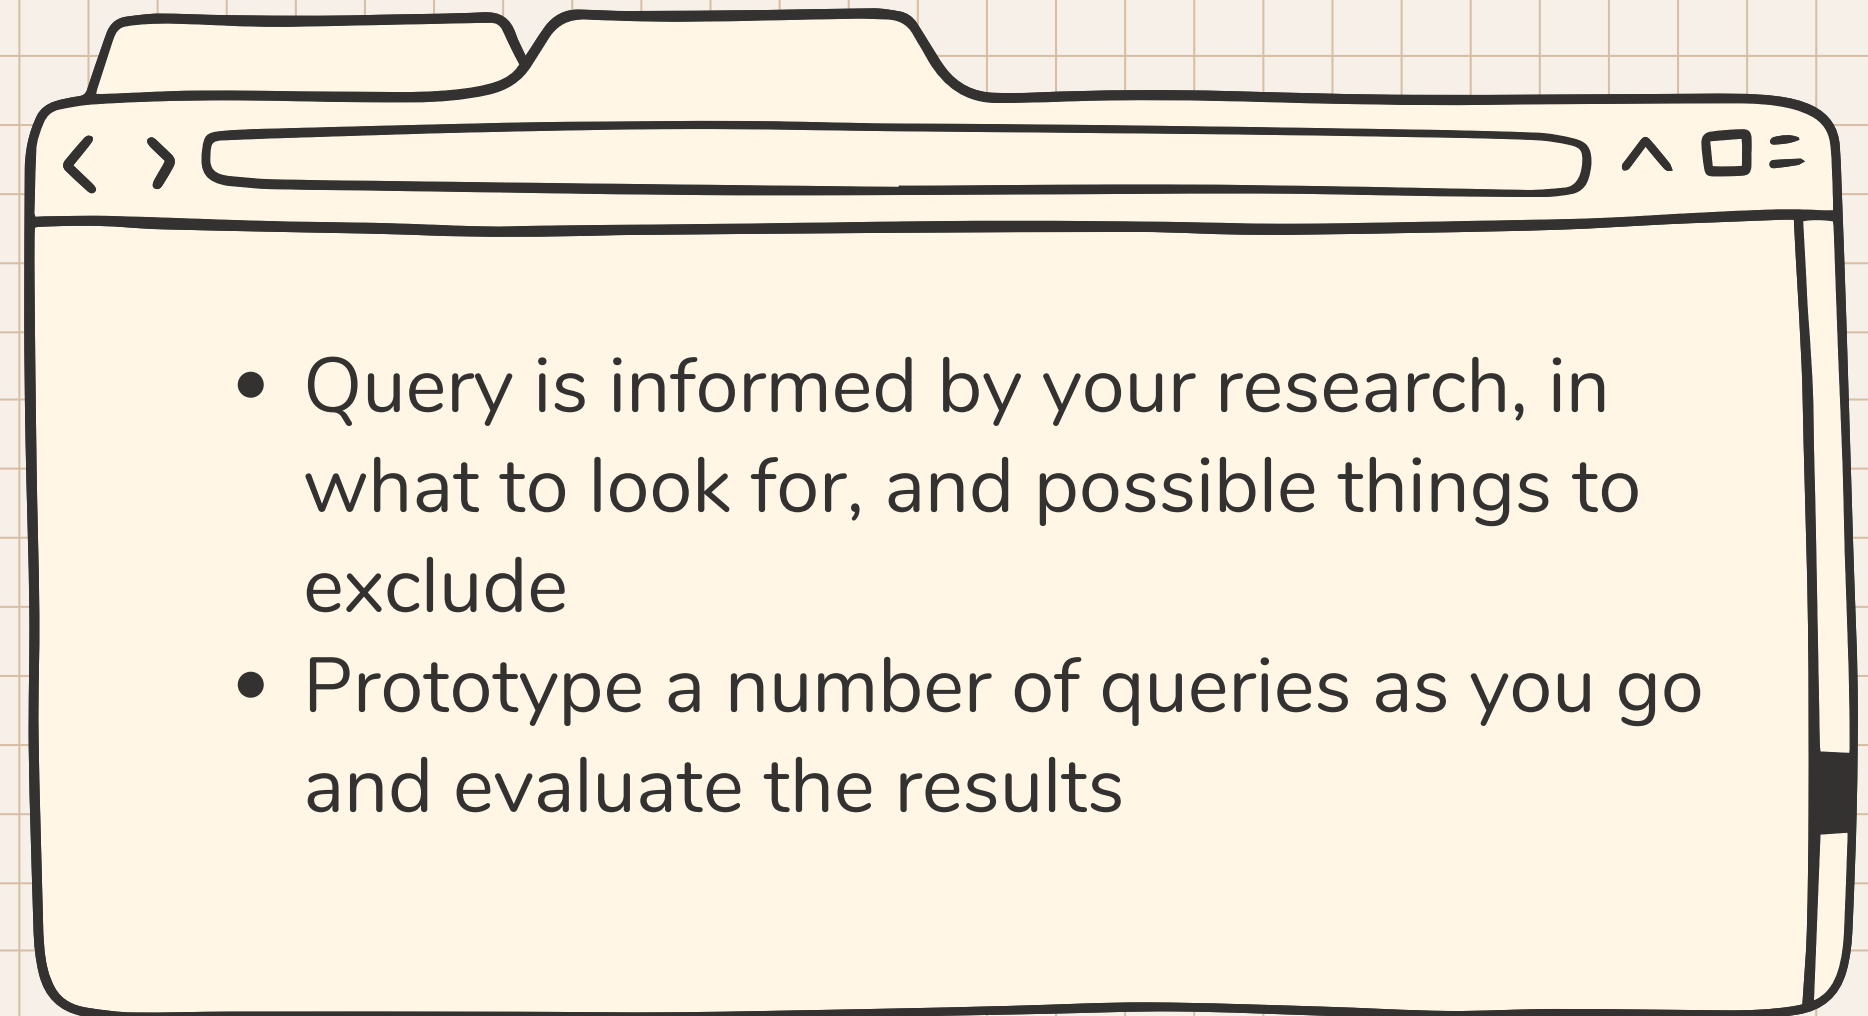 • Query is informed by your research, in
what to look for, and possible things to
exclude
• Prototype a number of queries as you go
and evaluate the results